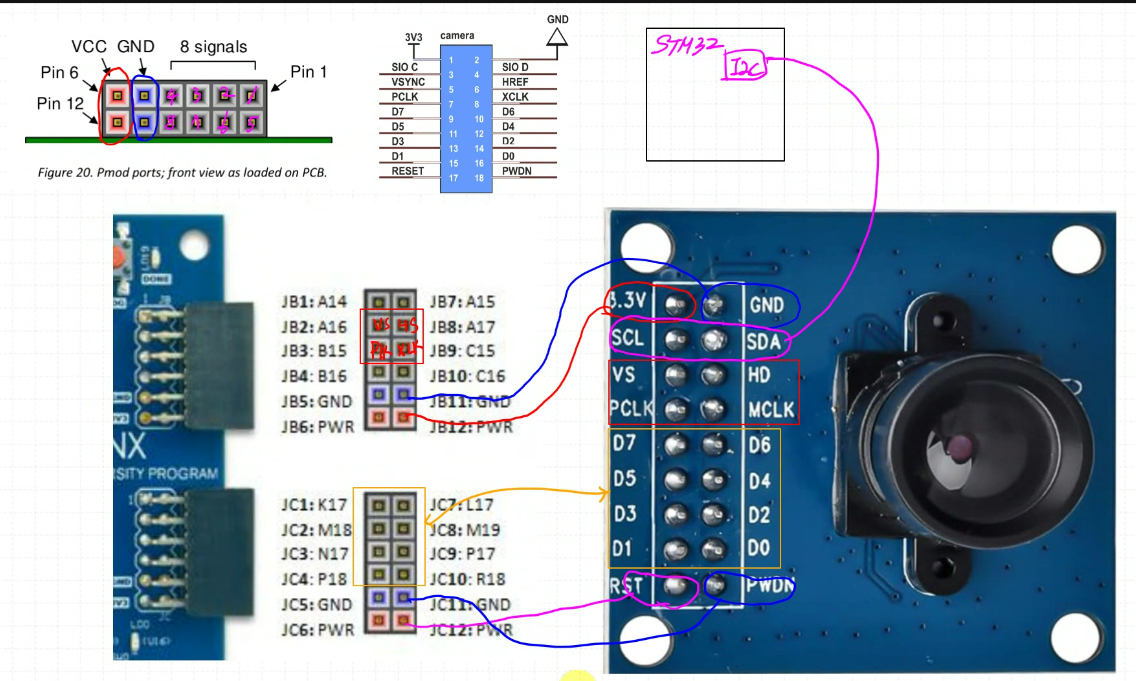 VCC GND 8 signals
Pin 6
Pin 1
Pin 12
Figure 20. Pmod ports; front view as loaded on PCB.
GND
3V3 camera
1 2
SIO C 3 4 SIO D
VSYNC 5 6 HREF
PCLK 7 8 XCLK
D7 9 10 D6
D5 11 12 D4
D3 13 14 D2
D1 15 16 D0
RESET 17 18 PWDN
STM32
I2C
JB1: A14 JB7: A15
JB2: A16 JB8: A17
JB3: B15 JB9: C15
JB4: B16 JB10: C16
JB5: GND JB11: GND
JB6: PWR JB12: PWR
JC1: K17 JC7: L17
JC2: M18 JC8: M19
JC3: N17 JC9: P17
JC4: P18 JC10: R18
JC5: GND JC11: GND
JC6: PWR JC12: PWR
LD19
DONE
JB
NX
RSITY PROGRAM
JC
LD0
3.3V GND
SCL SDA
VS HD
PCLK MCLK
D7 D6
D5 D4
D3 D2
D1 D0
RST PWDN